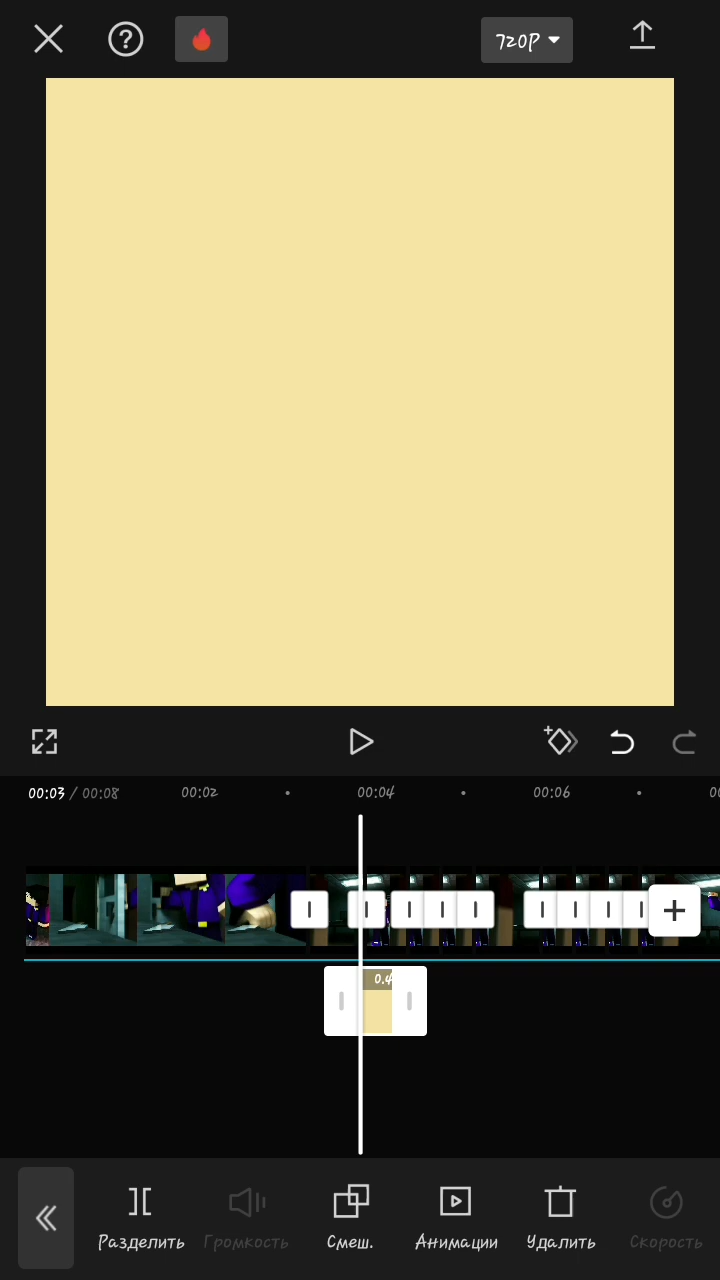 720P
00:03 / 00:08
00:02
00:04
00:06
0.4
Разделить
Громкость
Смеш.
Анимации
Удалить
Скорость